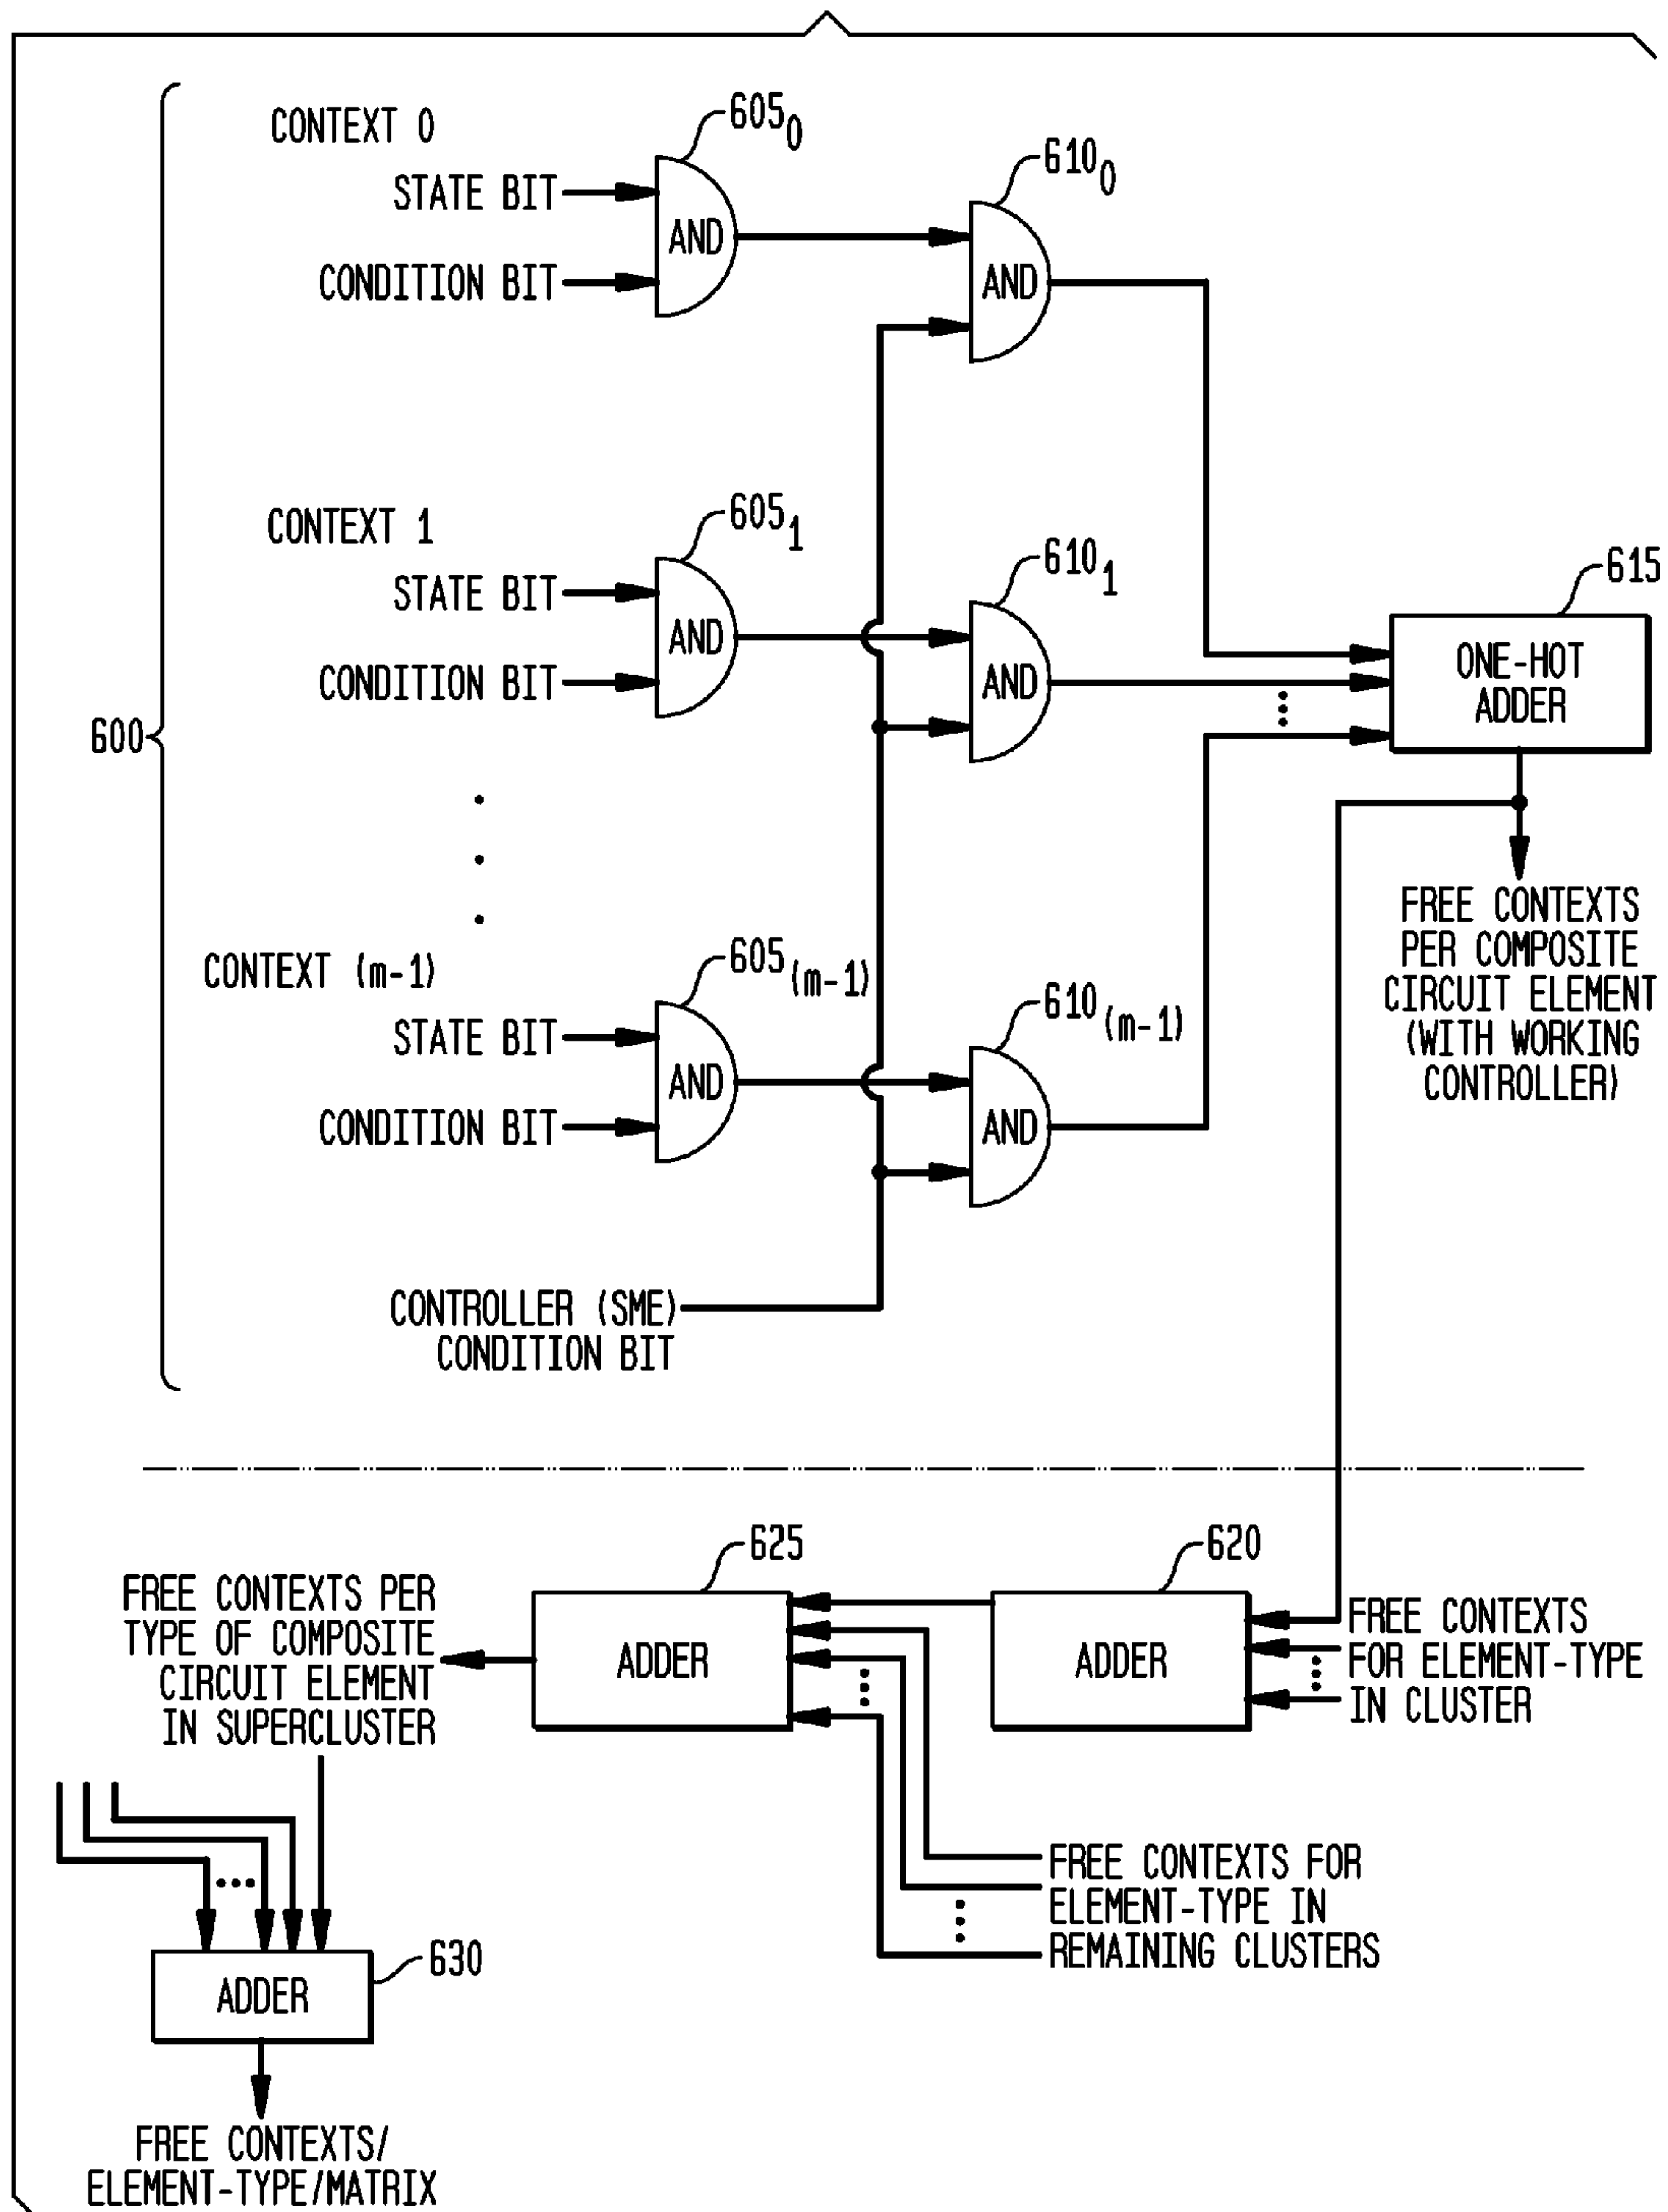 CONTEXT 0
605₀
STATE BIT
CONDITION BIT
AND
610₀
AND
CONTEXT 1
605₁
STATE BIT
CONDITION BIT
AND
610₁
AND
615
ONE-HOT
ADDER
600
CONTEXT (m-1)
605(m-1)
STATE BIT
CONDITION BIT
AND
610(m-1)
AND
FREE CONTEXTS
PER COMPOSITE
CIRCUIT ELEMENT
(WITH WORKING
CONTROLLER)
CONTROLLER (SME)
CONDITION BIT
625
620
FREE CONTEXTS PER
TYPE OF COMPOSITE
CIRCUIT ELEMENT
IN SUPERCLUSTER
ADDER
ADDER
FREE CONTEXTS
FOR ELEMENT-TYPE
IN CLUSTER
FREE CONTEXTS FOR
ELEMENT-TYPE IN
REMAINING CLUSTERS
630
ADDER
FREE CONTEXTS/
ELEMENT-TYPE/MATRIX